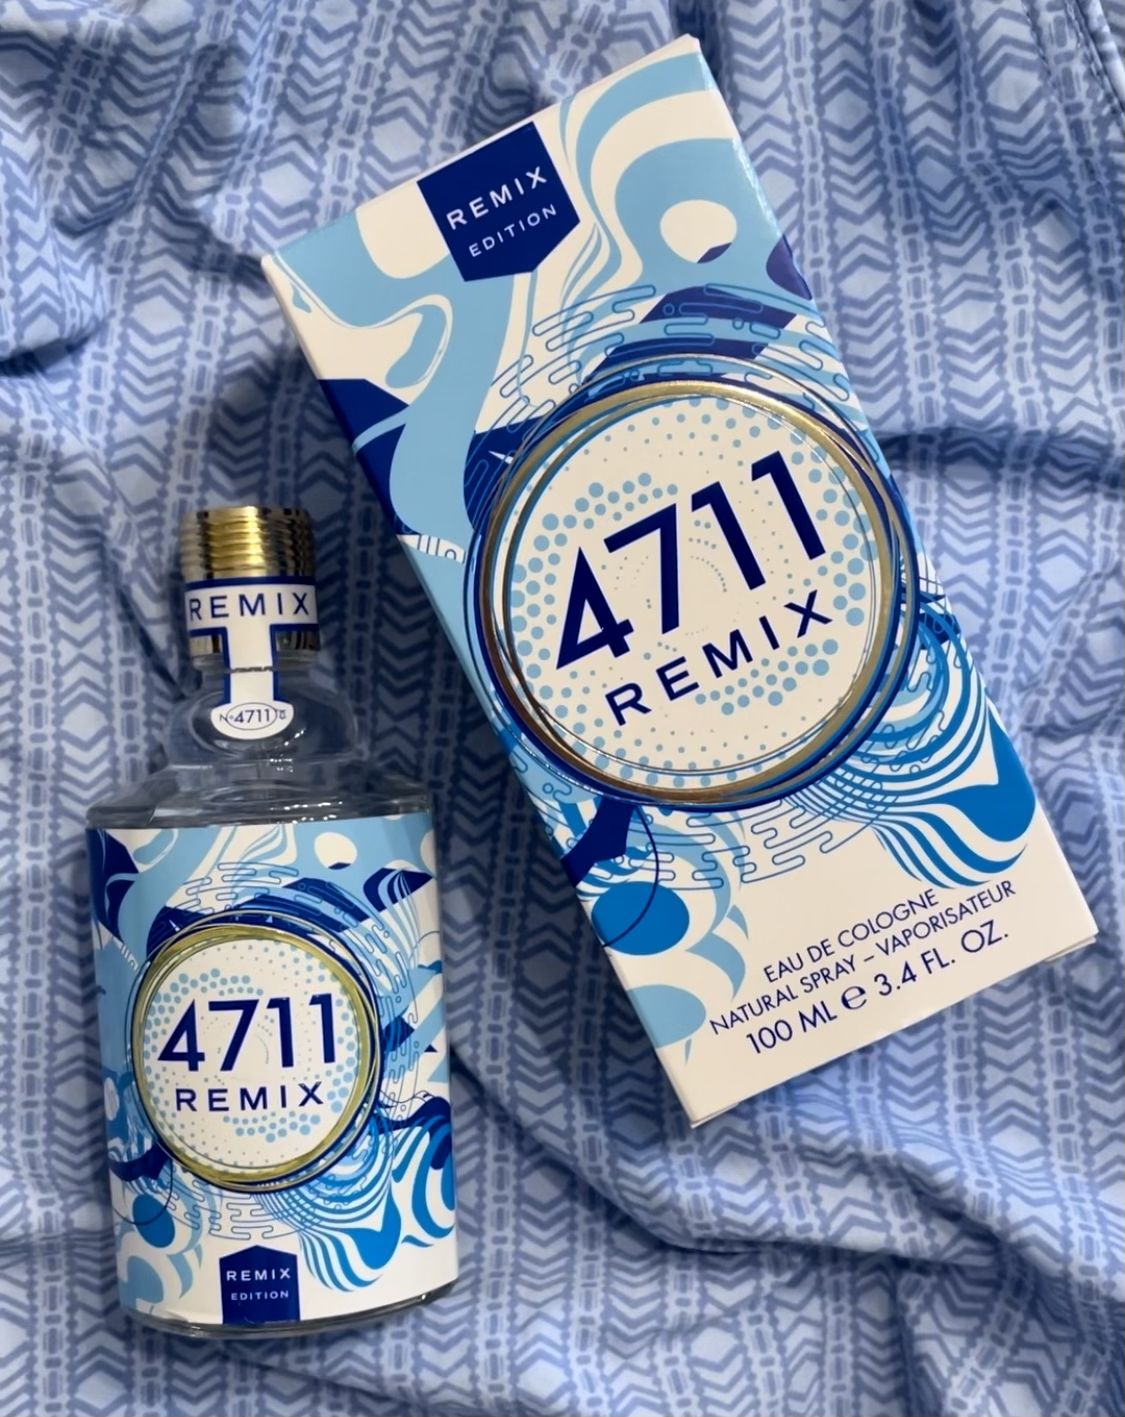 REMIX
EDITION
4711
REMIX
EAU DE COLOGNE
NATURAL SPRAY – VAPORISATEUR
100 ML ℮ 3.4 FL. OZ.
REMIX
Nº4711
4711
REMIX
REMIX
EDITION